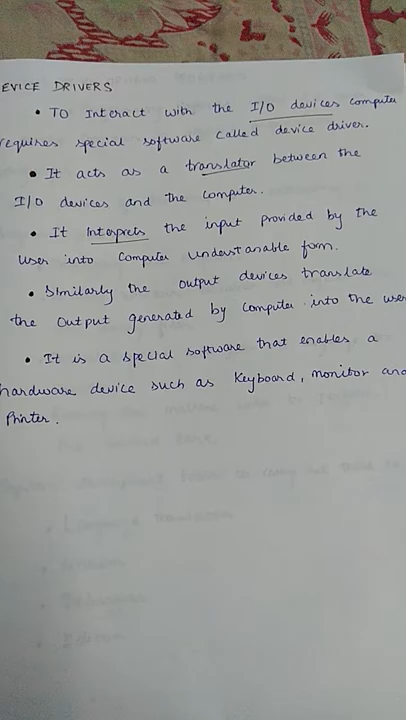 EVICE DRIVERS
• To Interact with the I/O devices computer
requires special software called device driver.
• It acts as a translator between the
I/O devices and the computer.
• It Interprets the input provided by the
user into computer understanable form.
• Similarly the output devices translate
the output generated by computer into the user
• It is a special software that enables a
hardware device such as Keyboard, monitor and
Printer.